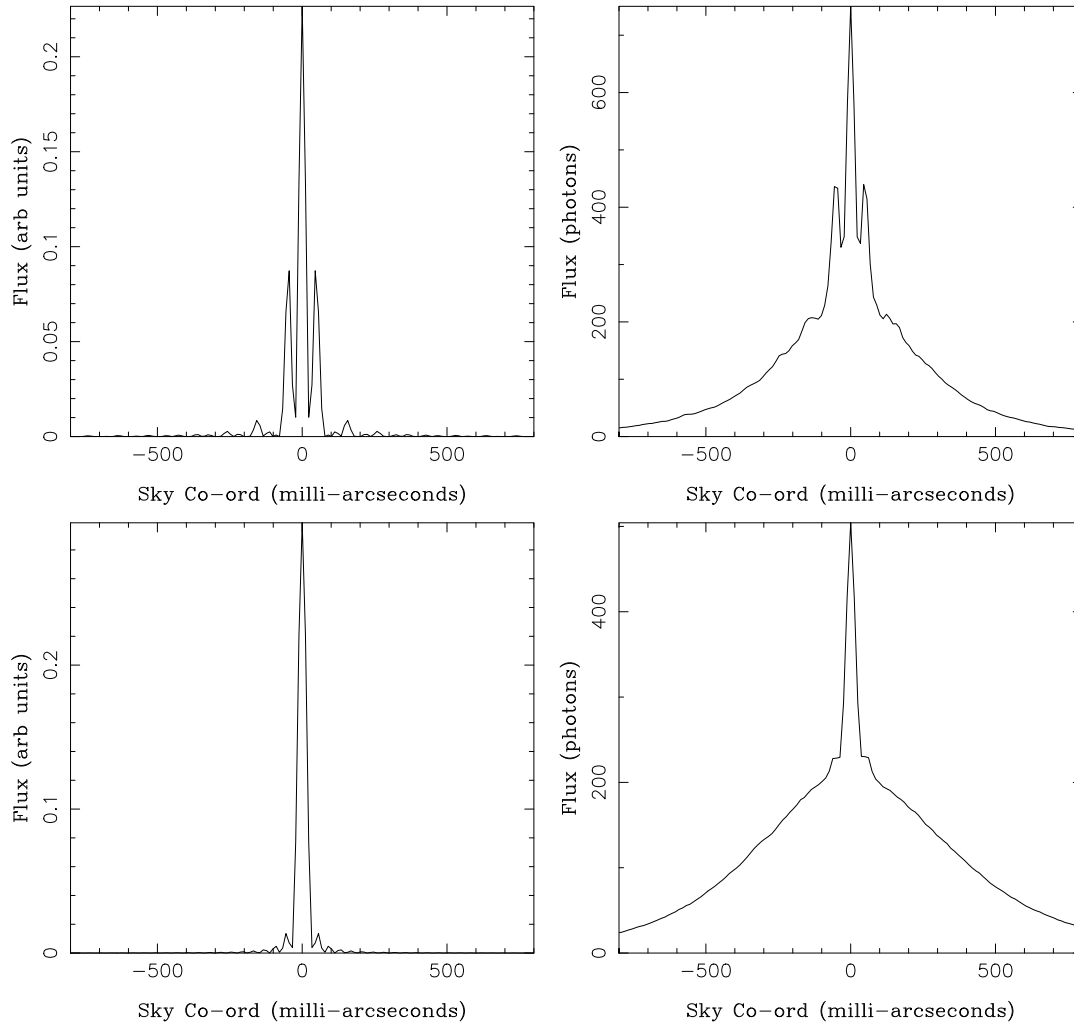 0 0.05 0.1 0.15 0.2
Flux (arb units)
−500 0 500
Sky Co−ord (milli−arcseconds)
0 200 400 600
Flux (photons)
−500 0 500
Sky Co−ord (milli−arcseconds)
0 0.1 0.2
Flux (arb units)
−500 0 500
Sky Co−ord (milli−arcseconds)
0 200 400
Flux (photons)
−500 0 500
Sky Co−ord (milli−arcseconds)